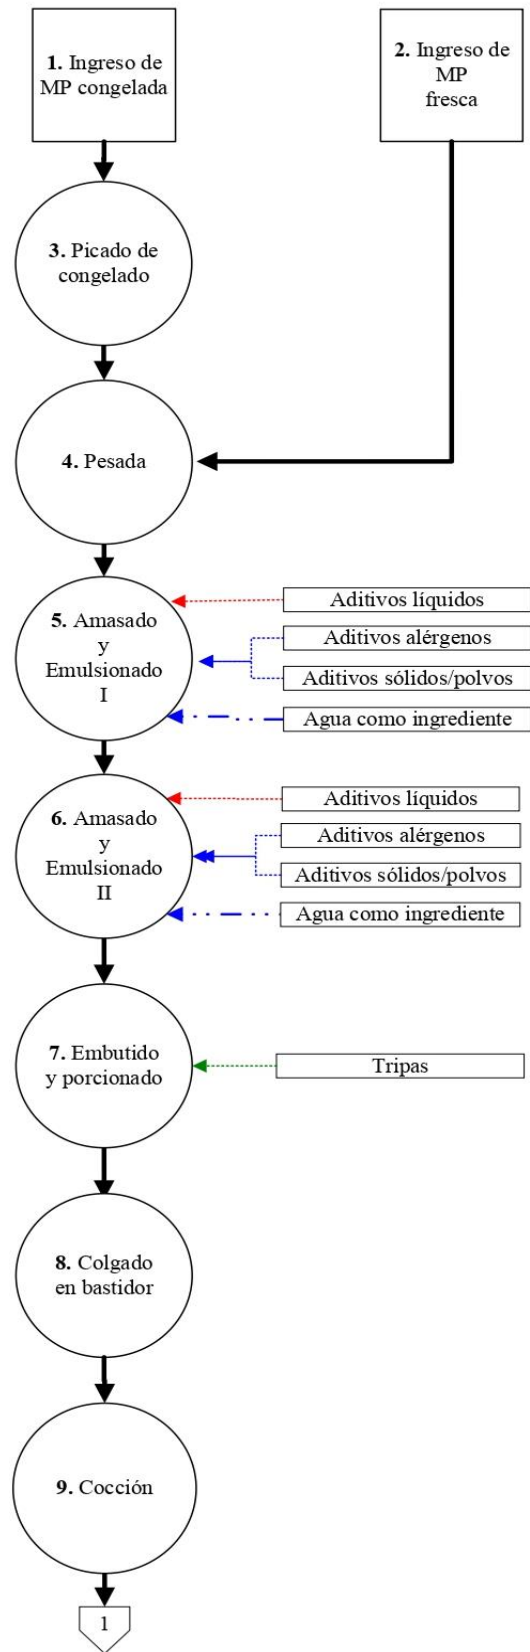 1. Ingreso de
MP congelada
2. Ingreso de
MP
fresca
3. Picado de
congelado
4. Pesada
5. Amasado
y
Emulsionado
I
Aditivos líquidos
Aditivos alérgenos
Aditivos sólidos/polvos
Agua como ingrediente
6. Amasado
y
Emulsionado
II
Aditivos líquidos
Aditivos alérgenos
Aditivos sólidos/polvos
Agua como ingrediente
7. Embutido
y porcionado
Tripas
8. Colgado
en bastidor
9. Cocción
1